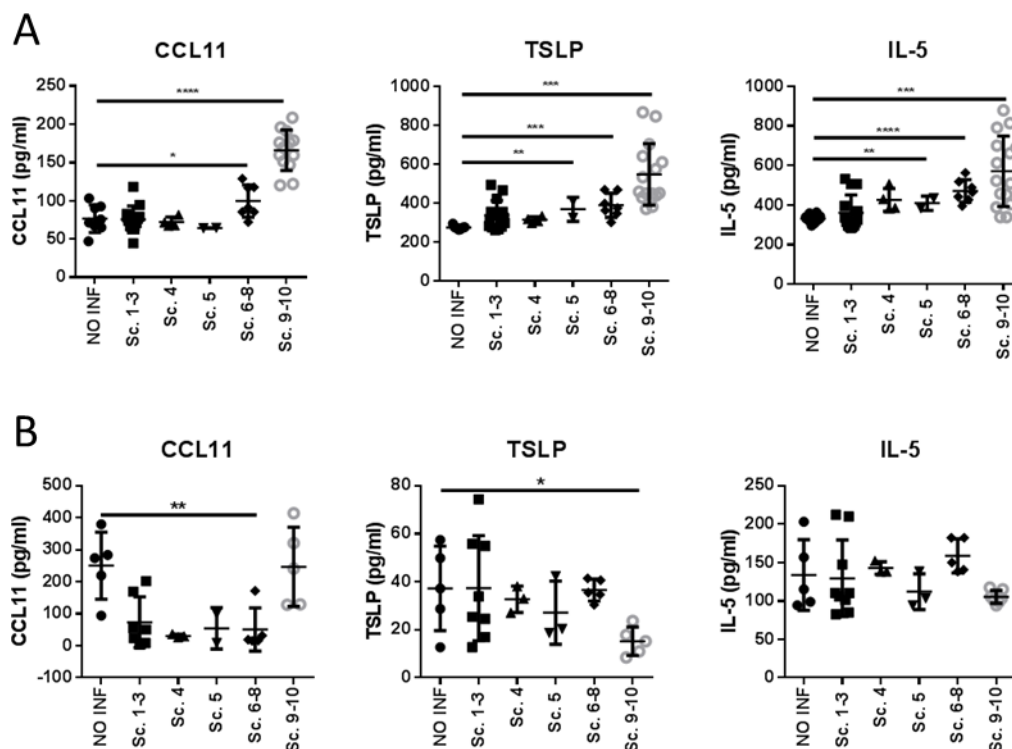 A
CCL11
TSLP
IL-5
CCL11 (pg/ml)
250
200
150
100
50
0
****
*
NO INF
Sc. 1-3
Sc. 4
Sc. 5
Sc. 6-8
Sc. 9-10
TSLP (pg/ml)
1000
800
600
400
200
0
***
***
**
NO INF
Sc. 1-3
Sc. 4
Sc. 5
Sc. 6-8
Sc. 9-10
IL-5 (pg/ml)
1000
800
600
400
200
0
***
****
**
NO INF
Sc. 1-3
Sc. 4
Sc. 5
Sc. 6-8
Sc. 9-10
B
CCL11
TSLP
IL-5
CCL11 (pg/ml)
500
400
300
200
100
0
-100
**
NO INF
Sc. 1-3
Sc. 4
Sc. 5
Sc. 6-8
Sc. 9-10
TSLP (pg/ml)
80
60
40
20
0
*
NO INF
Sc. 1-3
Sc. 4
Sc. 5
Sc. 6-8
Sc. 9-10
IL-5 (pg/ml)
250
200
150
100
50
0
NO INF
Sc. 1-3
Sc. 4
Sc. 5
Sc. 6-8
Sc. 9-10